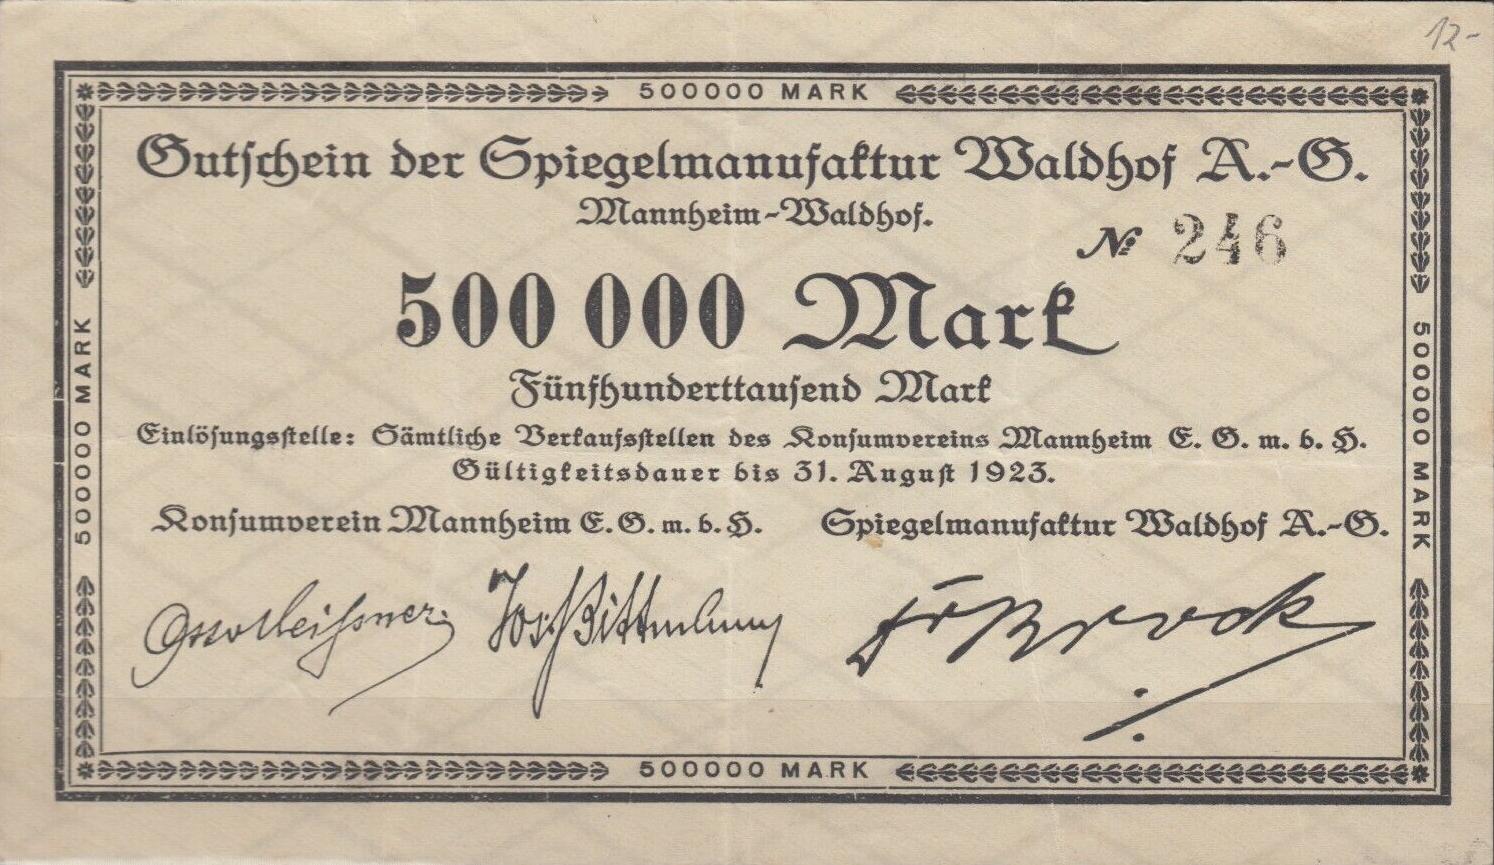 12-
500000 MARK
Gutschein der Spiegelmanufaktur Waldhof A.-G.
Mannheim-Waldhof.
№ 246
500 000 Mark
Fünfhunderttausend Mark
Einlösungsstelle: Sämtliche Verkaufsstellen des Konsumvereins Mannheim E. G. m. b. H.
Gültigkeitsdauer bis 31. August 1923.
Konsumverein Mannheim E. G. m. b. H.
Spiegelmanufaktur Waldhof A.-G.
500000 MARK
500000 MARK
500000 MARK